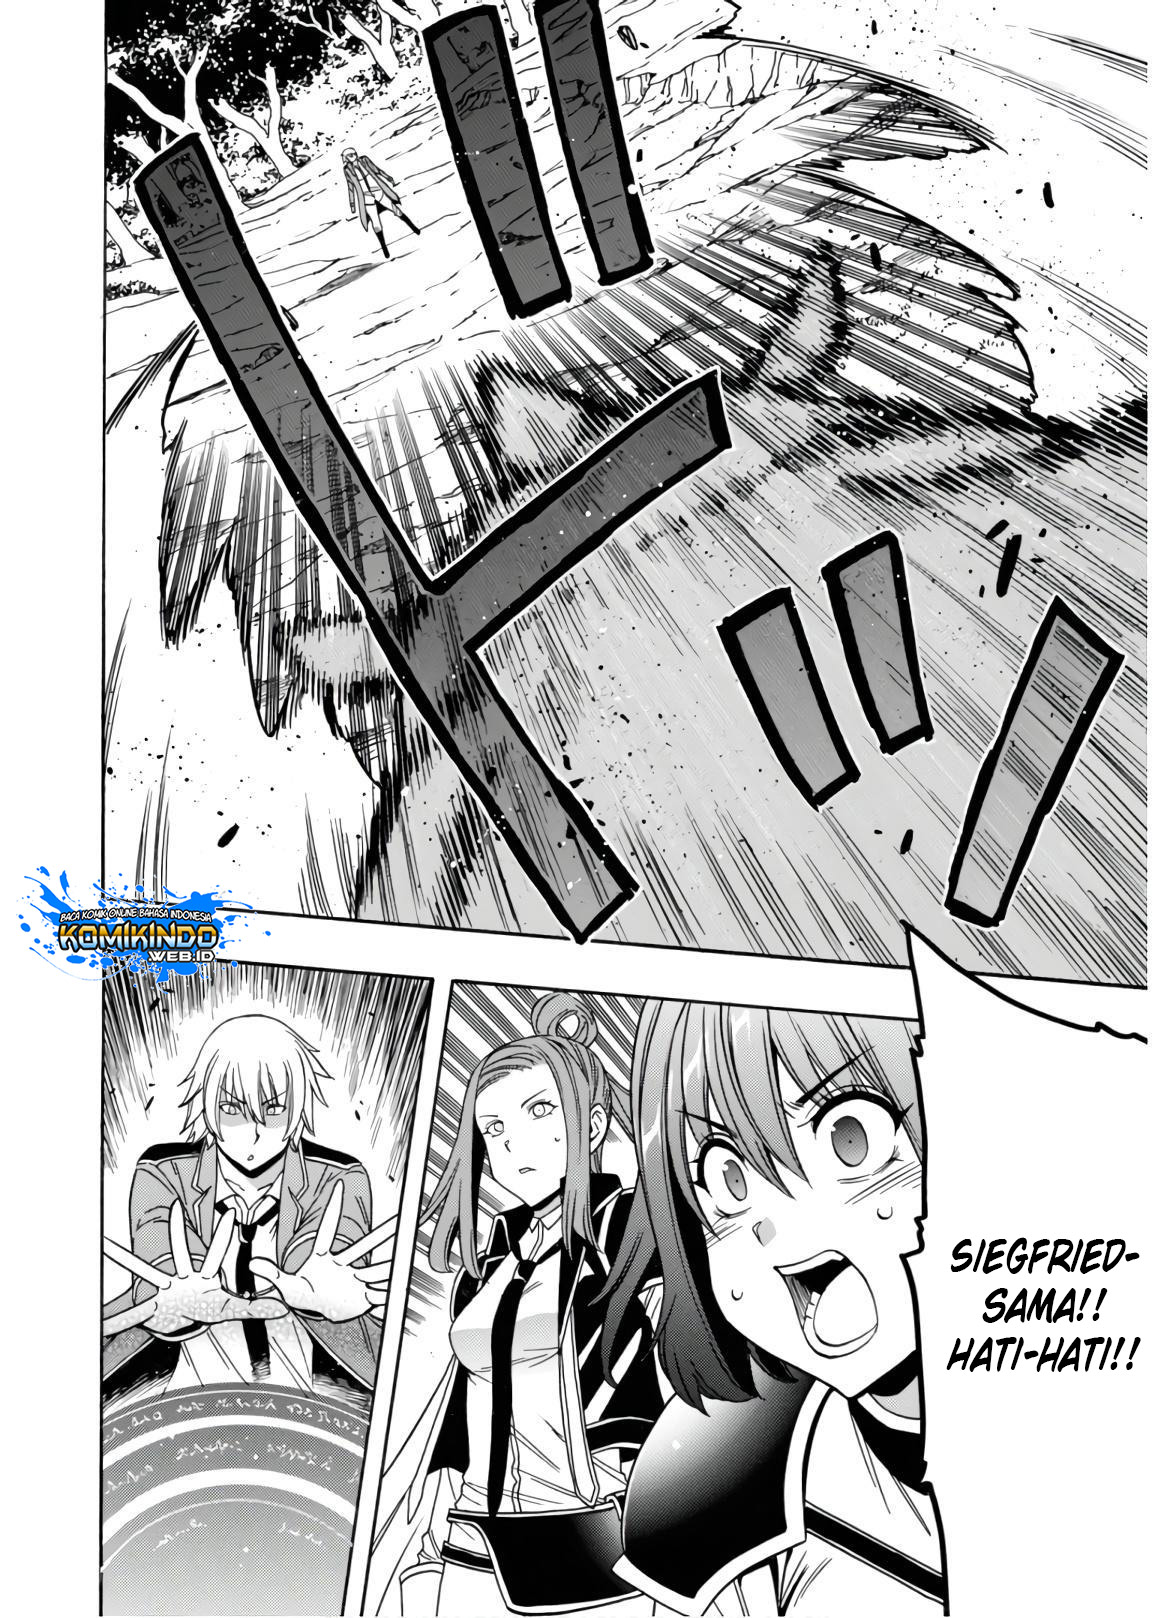 ドドッ
BACA KOMIK ONLINE BAHASA INDONESIA
KOMIKINDO
WEB.ID
SIEGFRIED-
SAMA!!
HATI-HATI!!